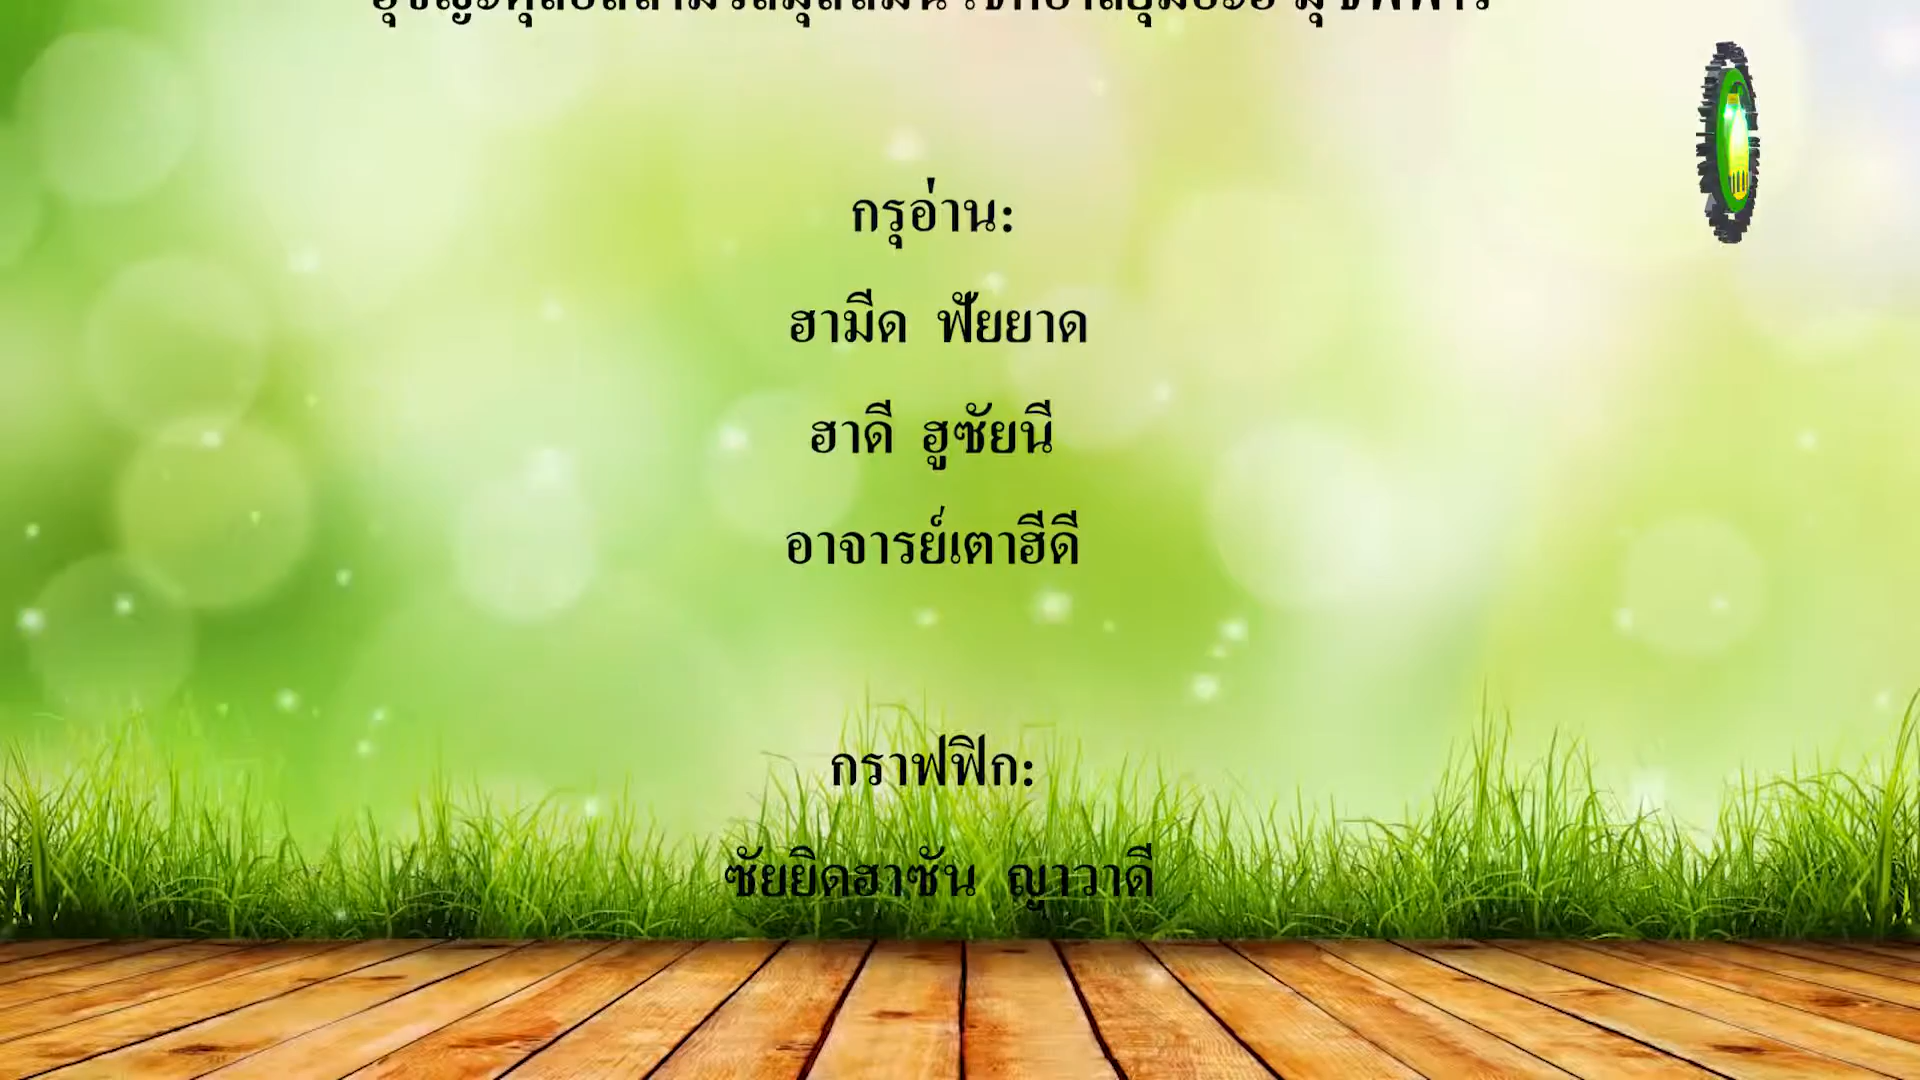 กรุอ่าน:
ฮามีด ฟัยยาด
ฮาดี ฮูซัยนี
อาจารย์เตาฮีดี
กราฟฟิก:
ซัยยิดฮาซัน ญาวาดี